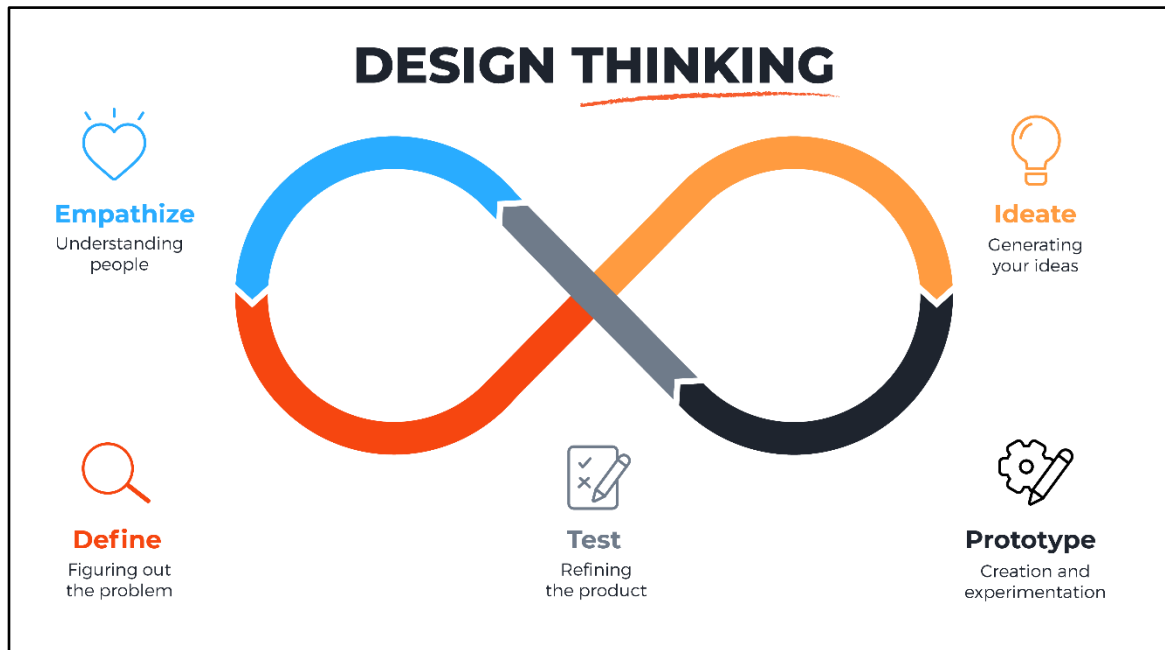 DESIGN THINKING
Empathize
Understanding
people
Ideate
Generating
your ideas
Define
Figuring out
the problem
Test
Refining
the product
Prototype
Creation and
experimentation